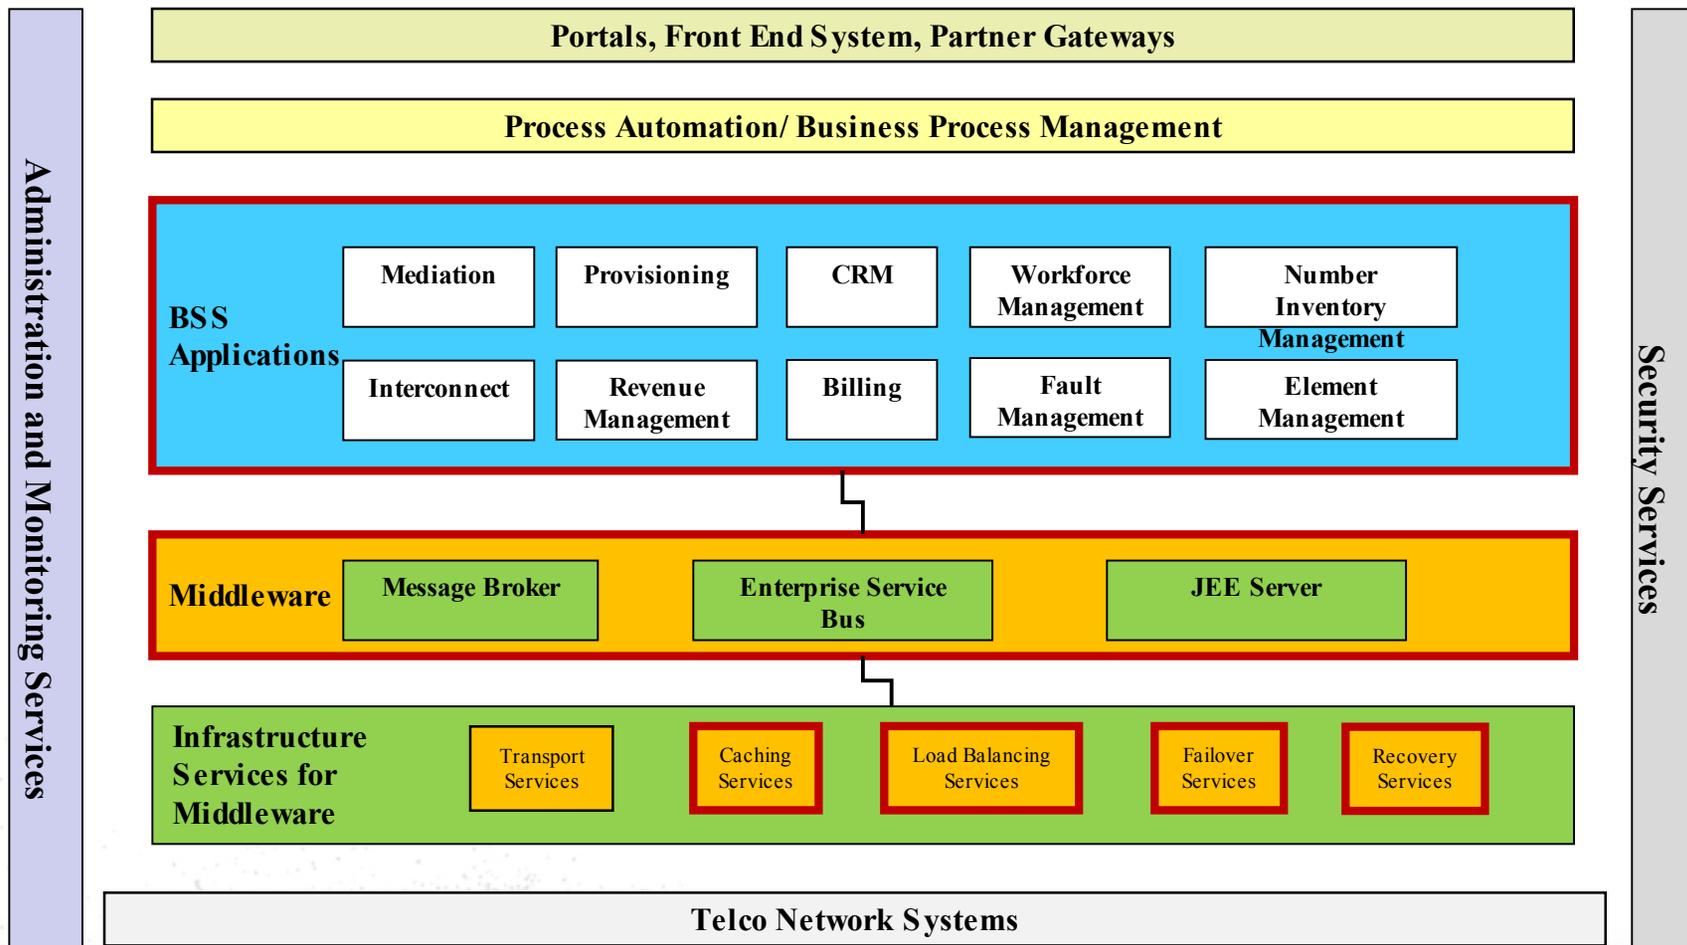 Portals, Front End System, Partner Gateways
Process Automation/ Business Process Management
Administration and Monitoring Services
BSS
Applications
Mediation
Provisioning
CRM
Workforce
Management
Number
Inventory
Management
Interconnect
Revenue
Management
Billing
Fault
Management
Element
Management
Security Services
Middleware
Message Broker
Enterprise Service
Bus
JEE Server
Infrastructure
Services for
Middleware
Transport
Services
Caching
Services
Load Balancing
Services
Failover
Services
Recovery
Services
Telco Network Systems